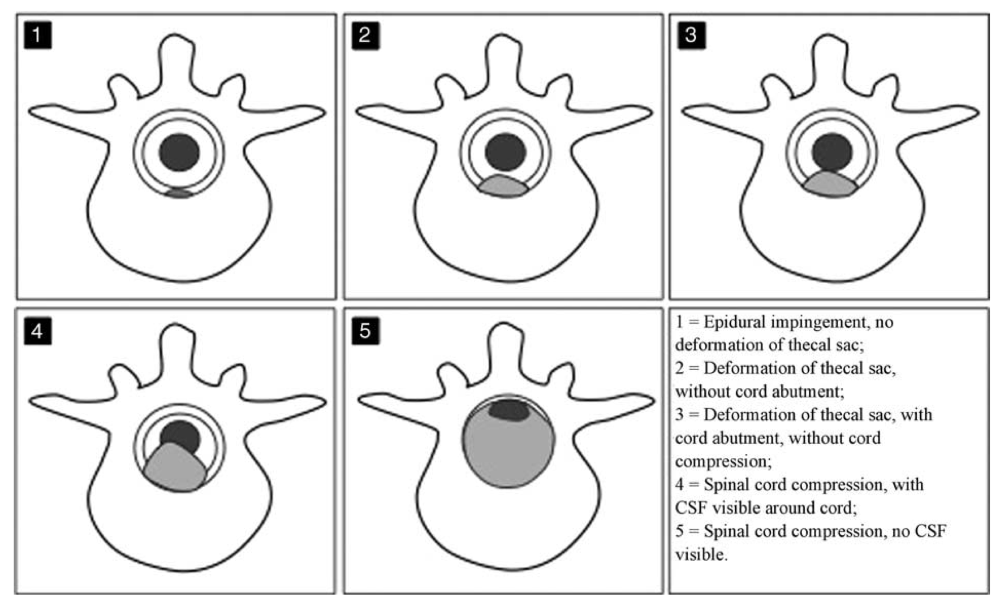 1
2
3
4
5
1 = Epidural impingement, no
deformation of thecal sac;
2 = Deformation of thecal sac,
without cord abutment;
3 = Deformation of thecal sac, with
cord abutment, without cord
compression;
4 = Spinal cord compression, with
CSF visible around cord;
5 = Spinal cord compression, no CSF
visible.